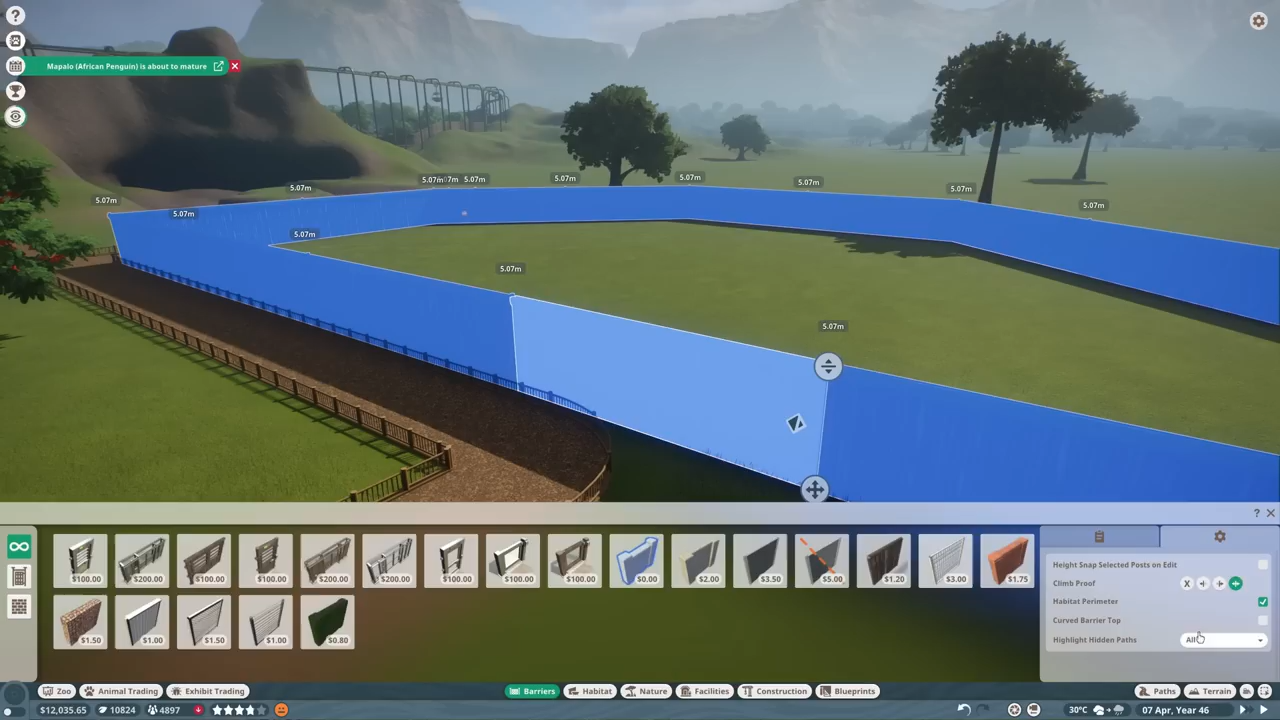 ?
Mapalo (African Penguin) is about to mature
5.07m
5.07m
5.07m
5.07m
5.07m
5.07m
5.07m
5.07m
5.07m
5.07m
5.07m
5.07m
5.07m
?
$100.00
$200.00
$100.00
$100.00
$200.00
$200.00
$100.00
$100.00
$100.00
$0.00
$2.00
$3.50
$5.00
$1.20
$3.00
$1.75
$1.50
$1.00
$1.50
$1.00
$0.80
Height Snap Selected Posts on Edit
Climb Proof
X
Habitat Perimeter
Curved Barrier Top
Highlight Hidden Paths
All
Zoo
Animal Trading
Exhibit Trading
Barriers
Habitat
Nature
Facilities
Construction
Blueprints
Paths
Terrain
$12,035.65
10824
4897
30°C
07 Apr, Year 46